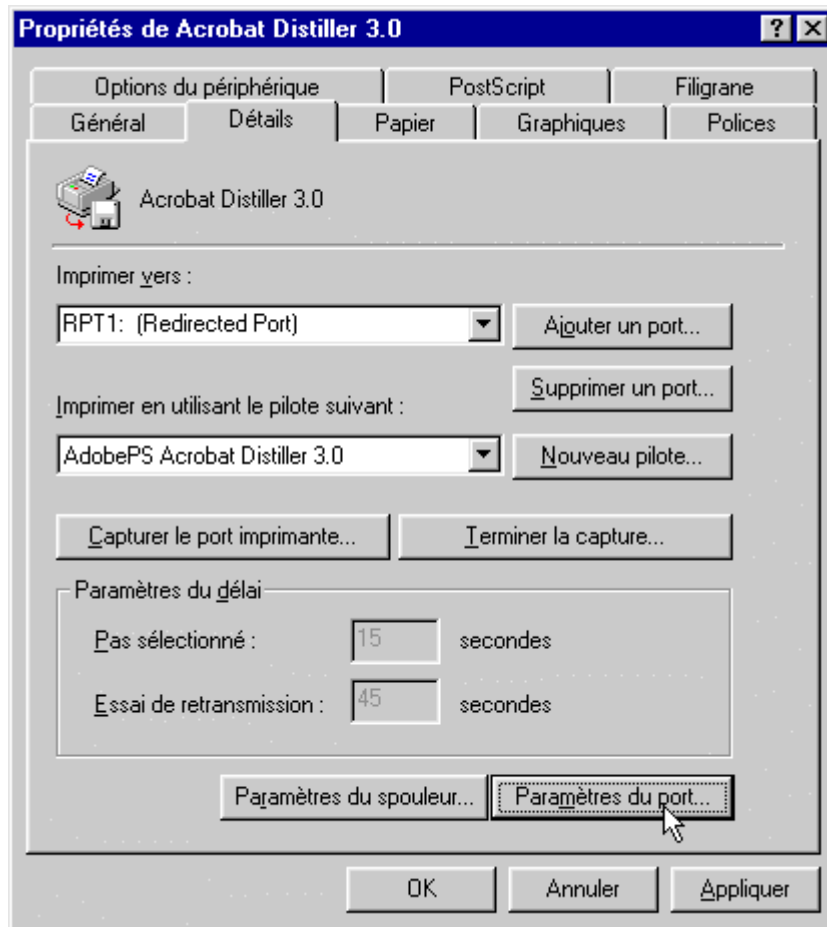 Propriétés de Acrobat Distiller 3.0
Options du périphérique PostScript Filigrane
Général Détails Papier Graphiques Polices
Acrobat Distiller 3.0
Imprimer vers :
RPT1: (Redirected Port) Ajouter un port...
Supprimer un port...
Imprimer en utilisant le pilote suivant :
AdobePS Acrobat Distiller 3.0 Nouveau pilote...
Capturer le port imprimante... Terminer la capture...
Paramètres du délai
Pas sélectionné : 15 secondes
Essai de retransmission : 45 secondes
Paramètres du spouleur... Paramètres du port...
OK Annuler Appliquer